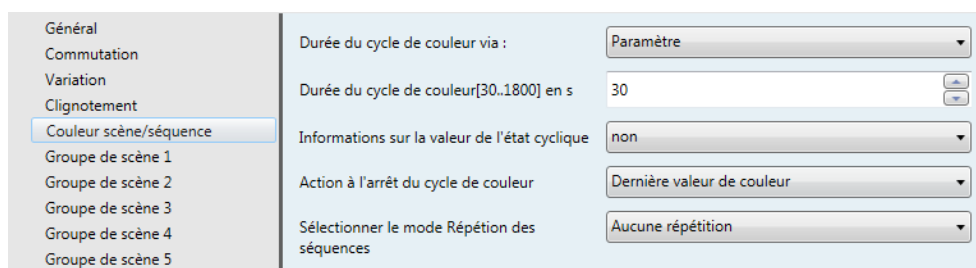 Général
Commutation
Variation
Clignotement
Couleur scène/séquence
Groupe de scène 1
Groupe de scène 2
Groupe de scène 3
Groupe de scène 4
Groupe de scène 5
Durée du cycle de couleur via :
Paramètre
Durée du cycle de couleur[30..1800] en s
30
Informations sur la valeur de l'état cyclique
non
Action à l'arrêt du cycle de couleur
Dernière valeur de couleur
Sélectionner le mode Répétion des
séquences
Aucune répétition